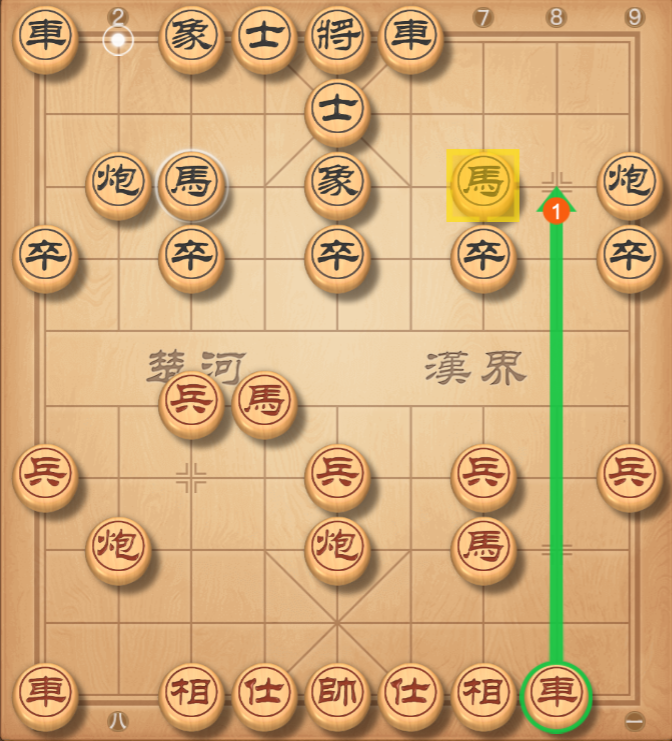 2 7 8 9
車 象 士 將 車
士
炮 馬 象 馬 炮
1
卒 卒 卒 卒 卒
楚河 漢界
兵 馬
兵 兵 兵 兵
炮 炮 馬
車 相 仕 帥 仕 相 車
八 一